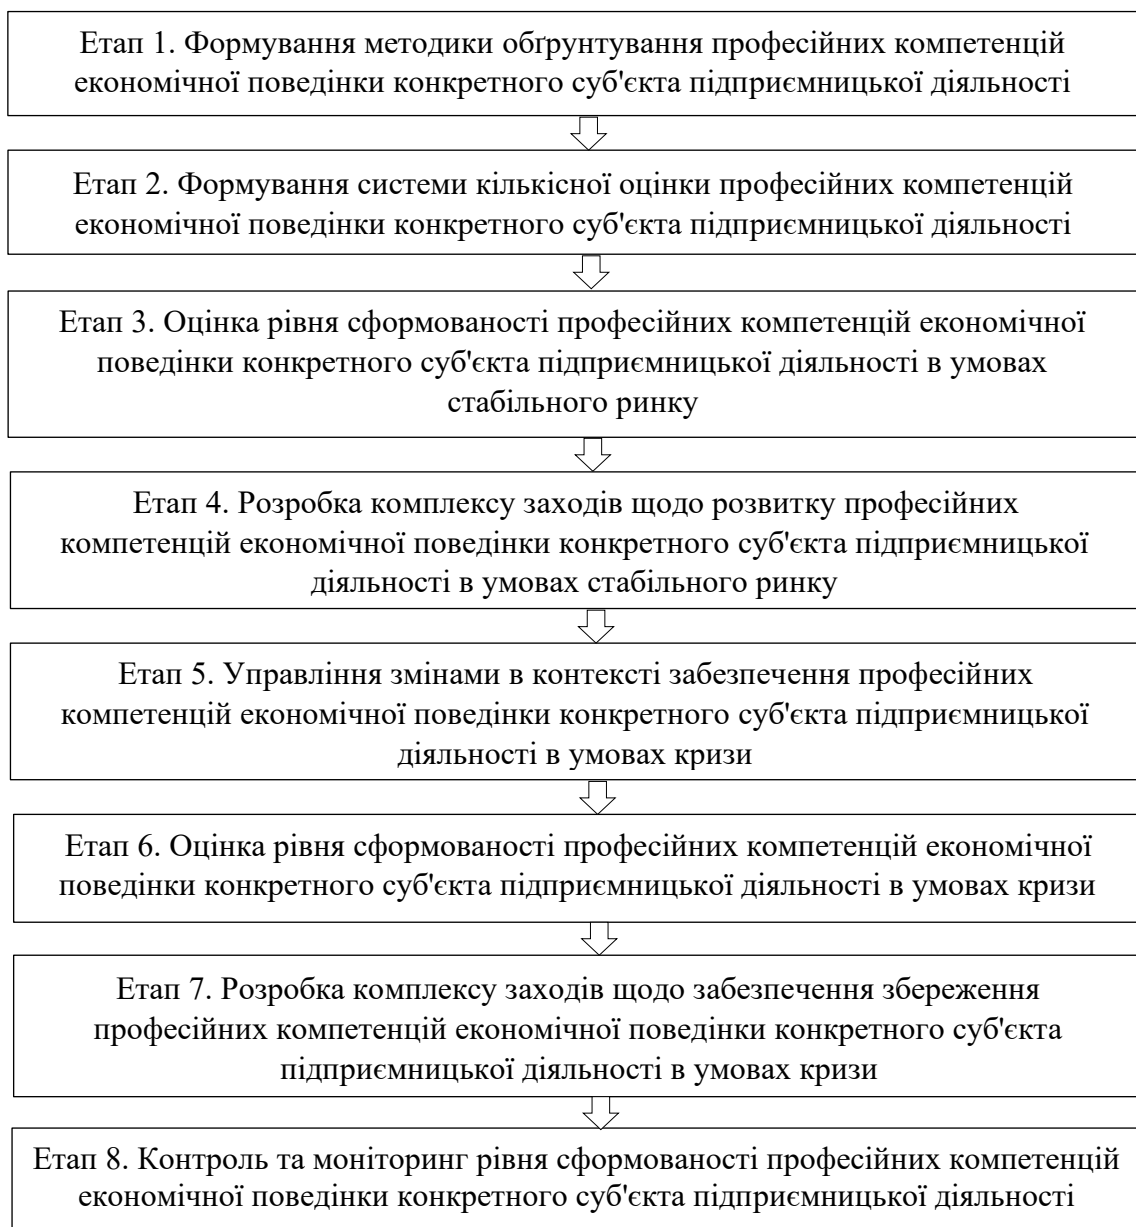 Етап 1. Формування методики обґрунтування професійних компетенцій
економічної поведінки конкретного суб'єкта підприємницької діяльності
Етап 2. Формування системи кількісної оцінки професійних компетенцій
економічної поведінки конкретного суб'єкта підприємницької діяльності
Етап 3. Оцінка рівня сформованості професійних компетенцій економічної
поведінки конкретного суб'єкта підприємницької діяльності в умовах
стабільного ринку
Етап 4. Розробка комплексу заходів щодо розвитку професійних
компетенцій економічної поведінки конкретного суб'єкта підприємницької
діяльності в умовах стабільного ринку
Етап 5. Управління змінами в контексті забезпечення професійних
компетенцій економічної поведінки конкретного суб'єкта підприємницької
діяльності в умовах кризи
Етап 6. Оцінка рівня сформованості професійних компетенцій економічної
поведінки конкретного суб'єкта підприємницької діяльності в умовах кризи
Етап 7. Розробка комплексу заходів щодо забезпечення збереження
професійних компетенцій економічної поведінки конкретного суб'єкта
підприємницької діяльності в умовах кризи
Етап 8. Контроль та моніторинг рівня сформованості професійних компетенцій
економічної поведінки конкретного суб'єкта підприємницької діяльності